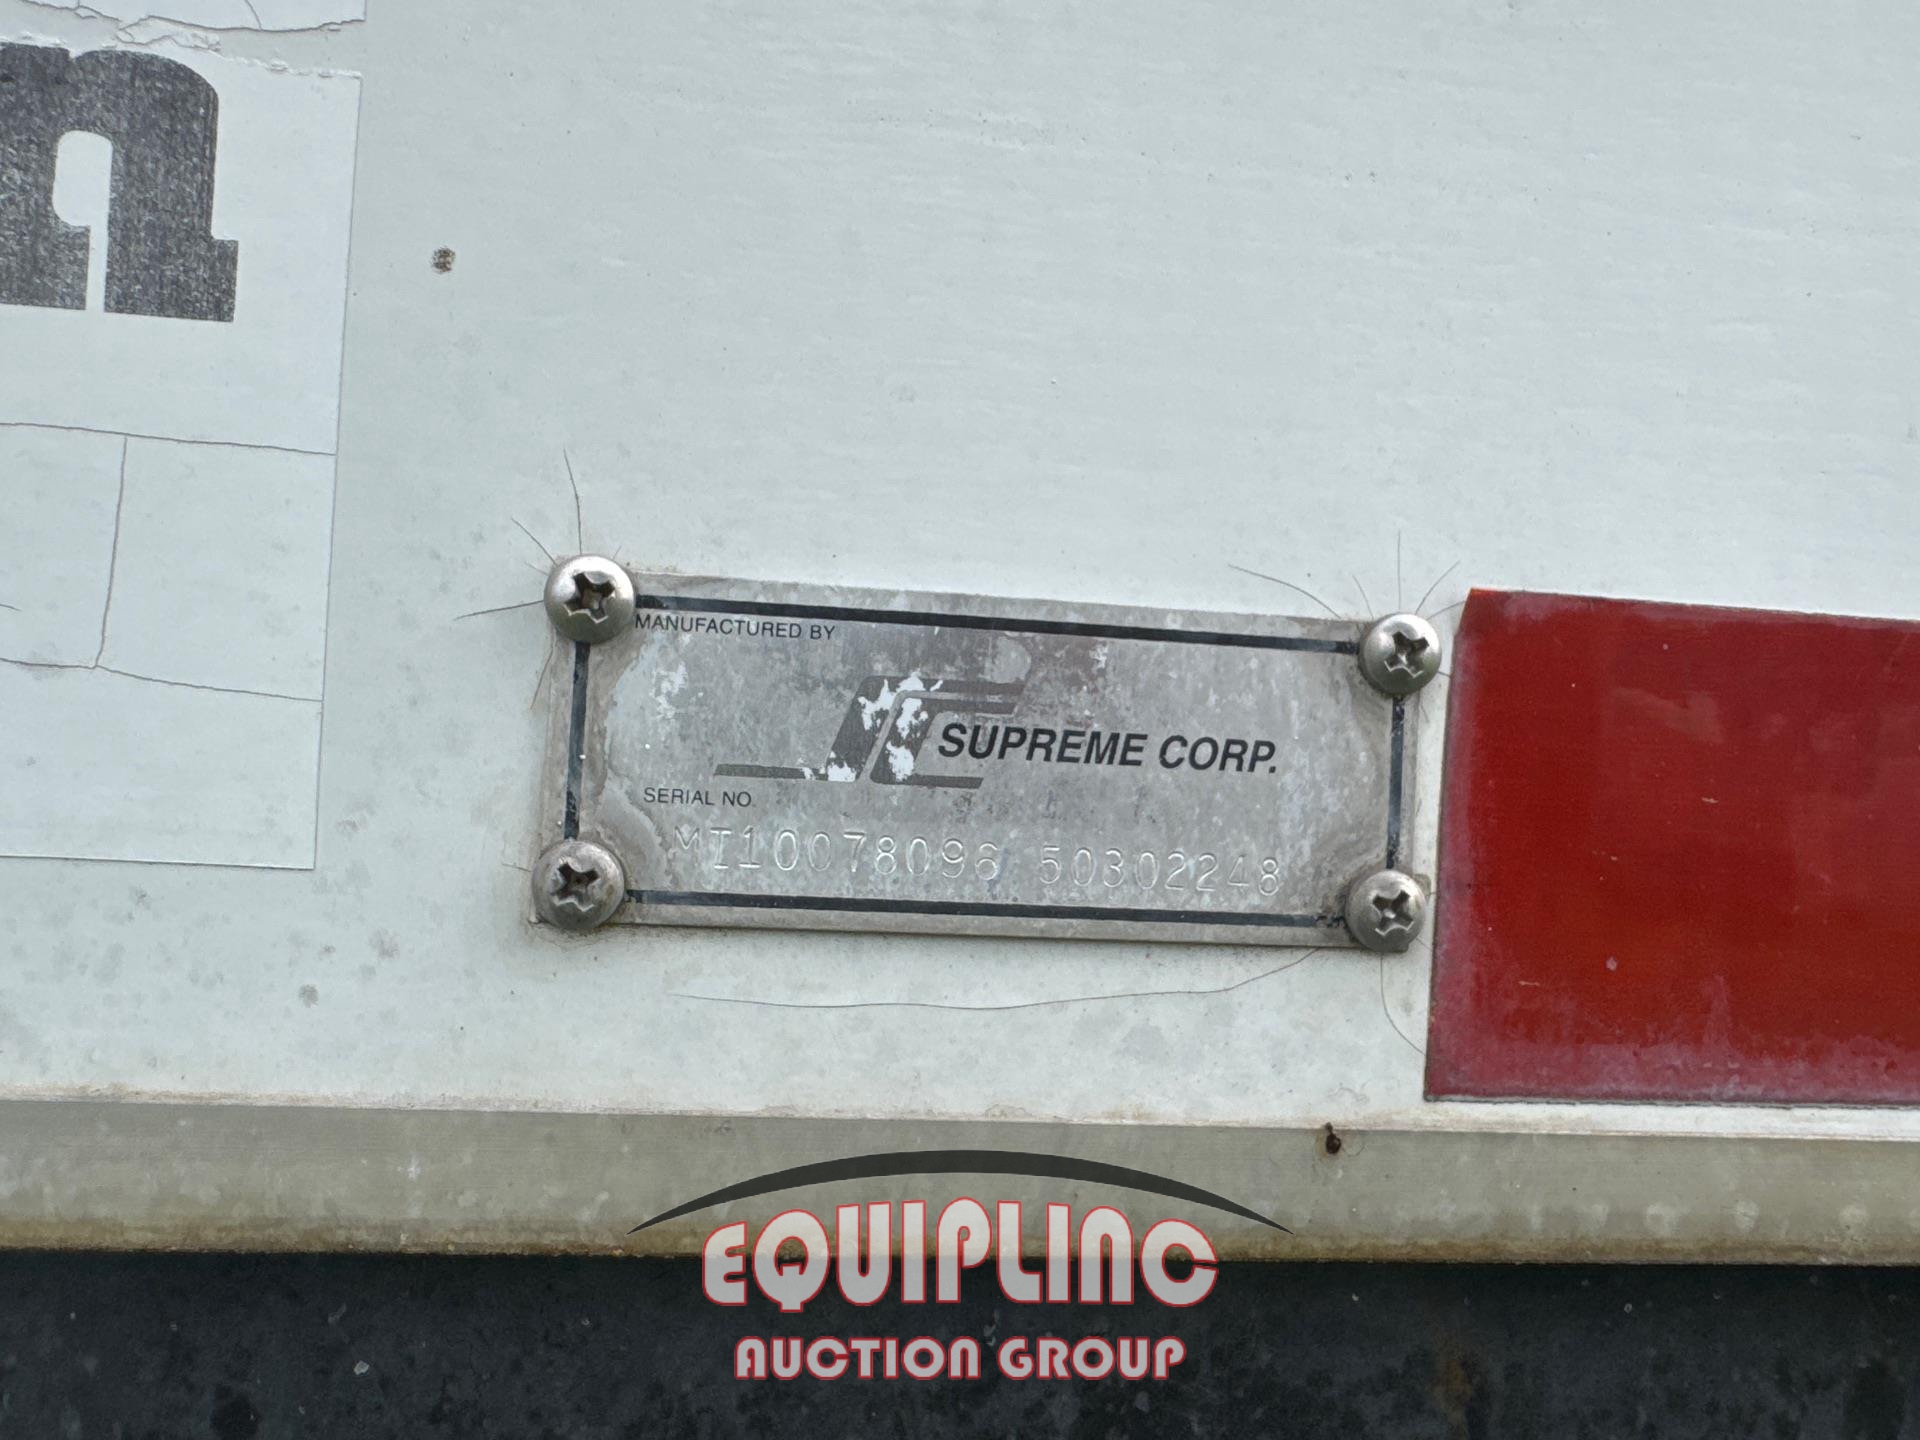 n
MANUFACTURED BY
SUPREME CORP.
SERIAL NO.
MI10078096 50302248
EQUIPLINC
AUCTION GROUP